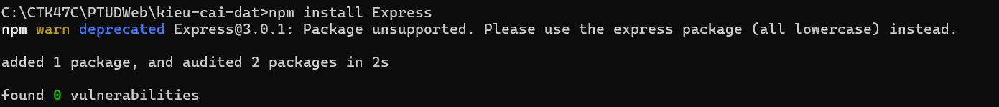 C:\CTK47C\PTUDWeb\kieu-cai-dat>npm install Express
npm warn deprecated Express@3.0.1: Package unsupported. Please use the express package (all lowercase) instead.
added 1 package, and audited 2 packages in 2s
found 0 vulnerabilities